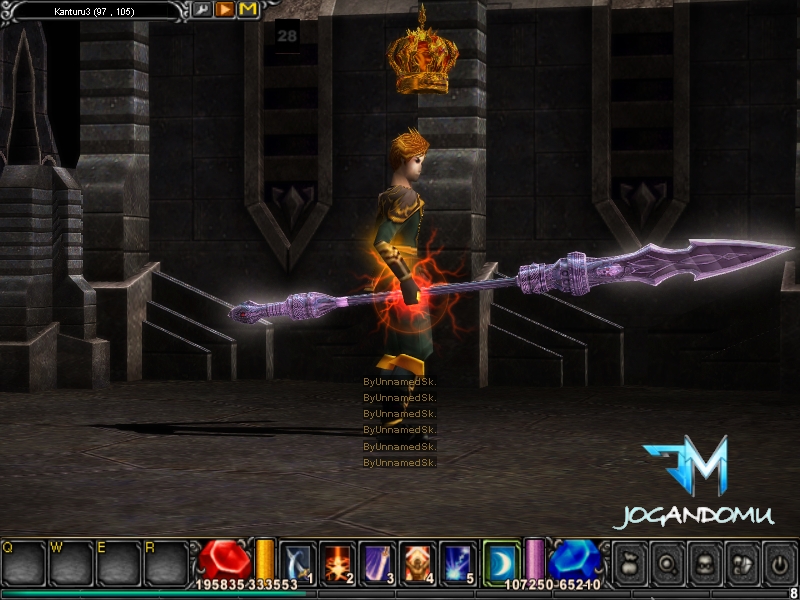 Kanturu3 (97 , 105)
M
28
ByUnnamedSk.
ByUnnamedSk.
ByUnnamedSk.
ByUnnamedSk.
ByUnnamedSk.
ByUnnamedSk.
JM
JOGANDOMU
Q W E R
1 2 3 4 5
195835 333553 107250 65210
8